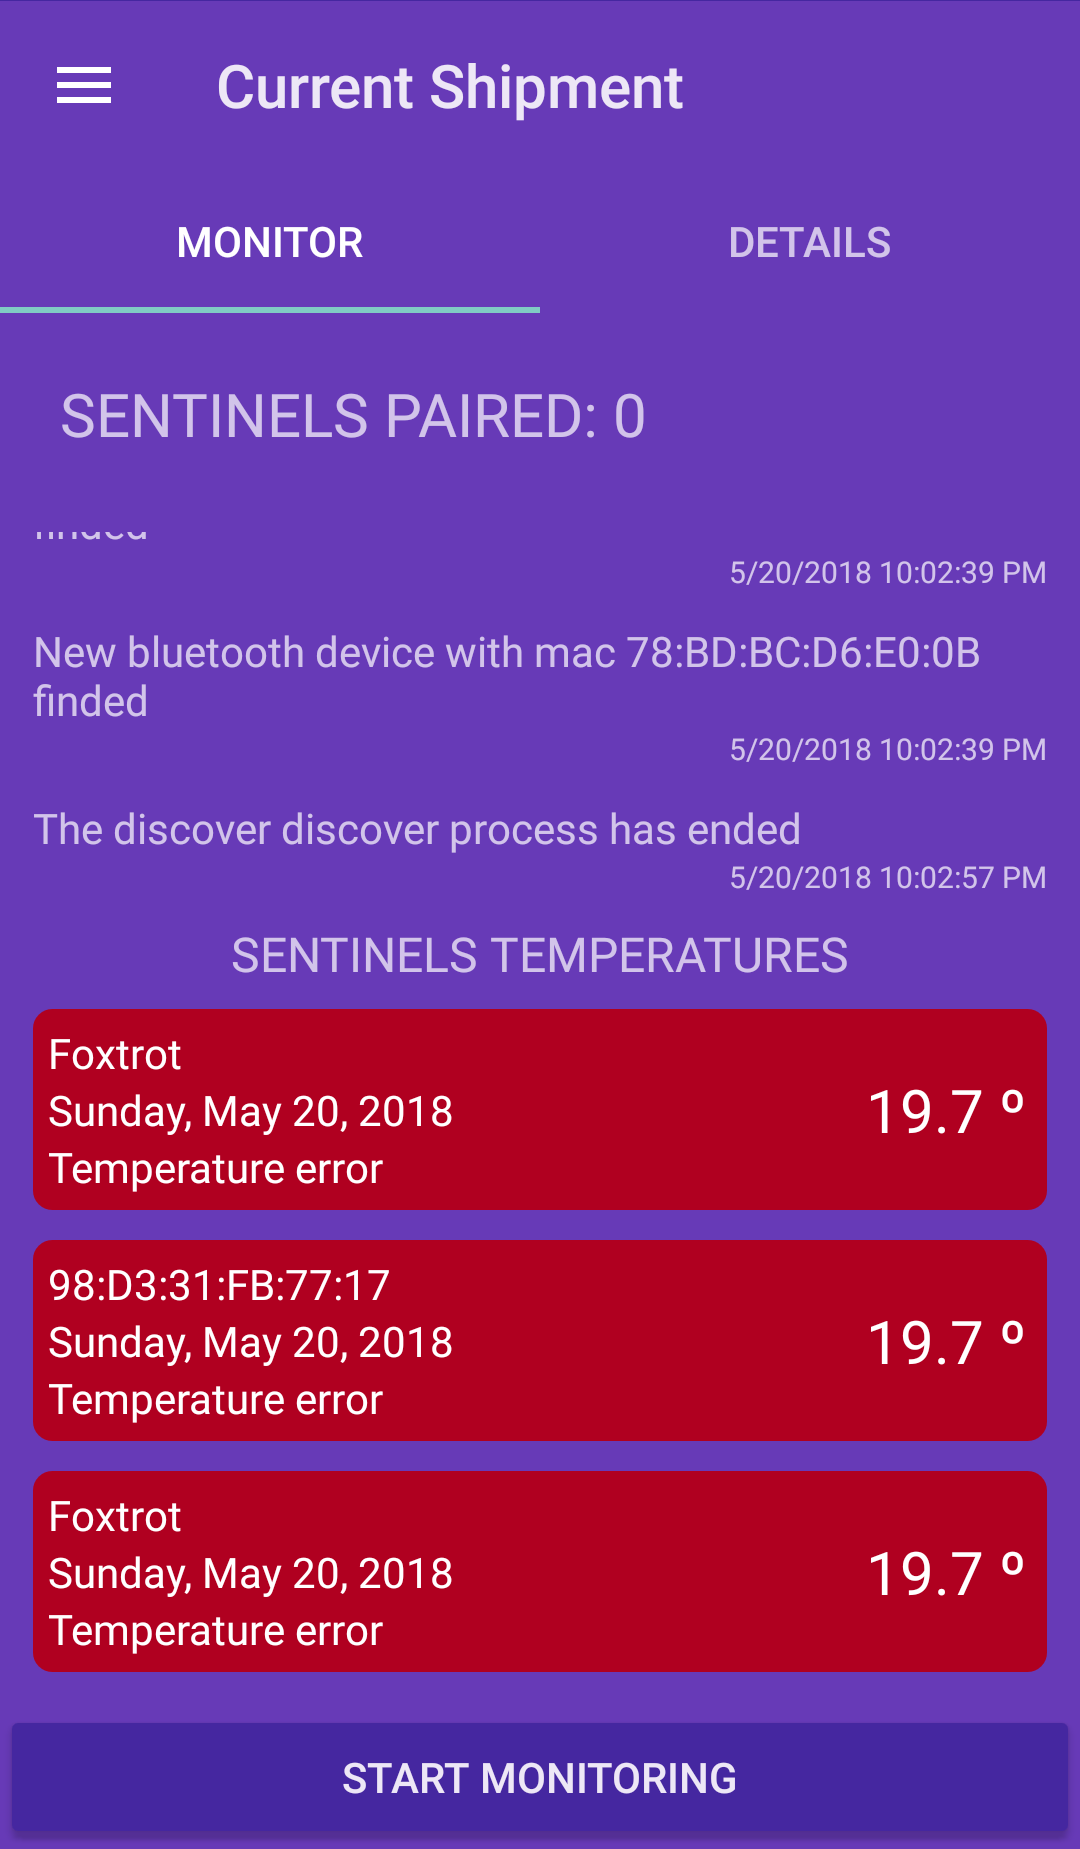 Current Shipment
MONITOR
DETAILS
SENTINELS PAIRED: 0
finded
5/20/2018 10:02:39 PM
New bluetooth device with mac 78:BD:BC:D6:E0:0B
finded
5/20/2018 10:02:39 PM
The discover discover process has ended
5/20/2018 10:02:57 PM
SENTINELS TEMPERATURES
Foxtrot
Sunday, May 20, 2018
19.7 º
Temperature error
98:D3:31:FB:77:17
Sunday, May 20, 2018
19.7 º
Temperature error
Foxtrot
Sunday, May 20, 2018
19.7 º
Temperature error
START MONITORING